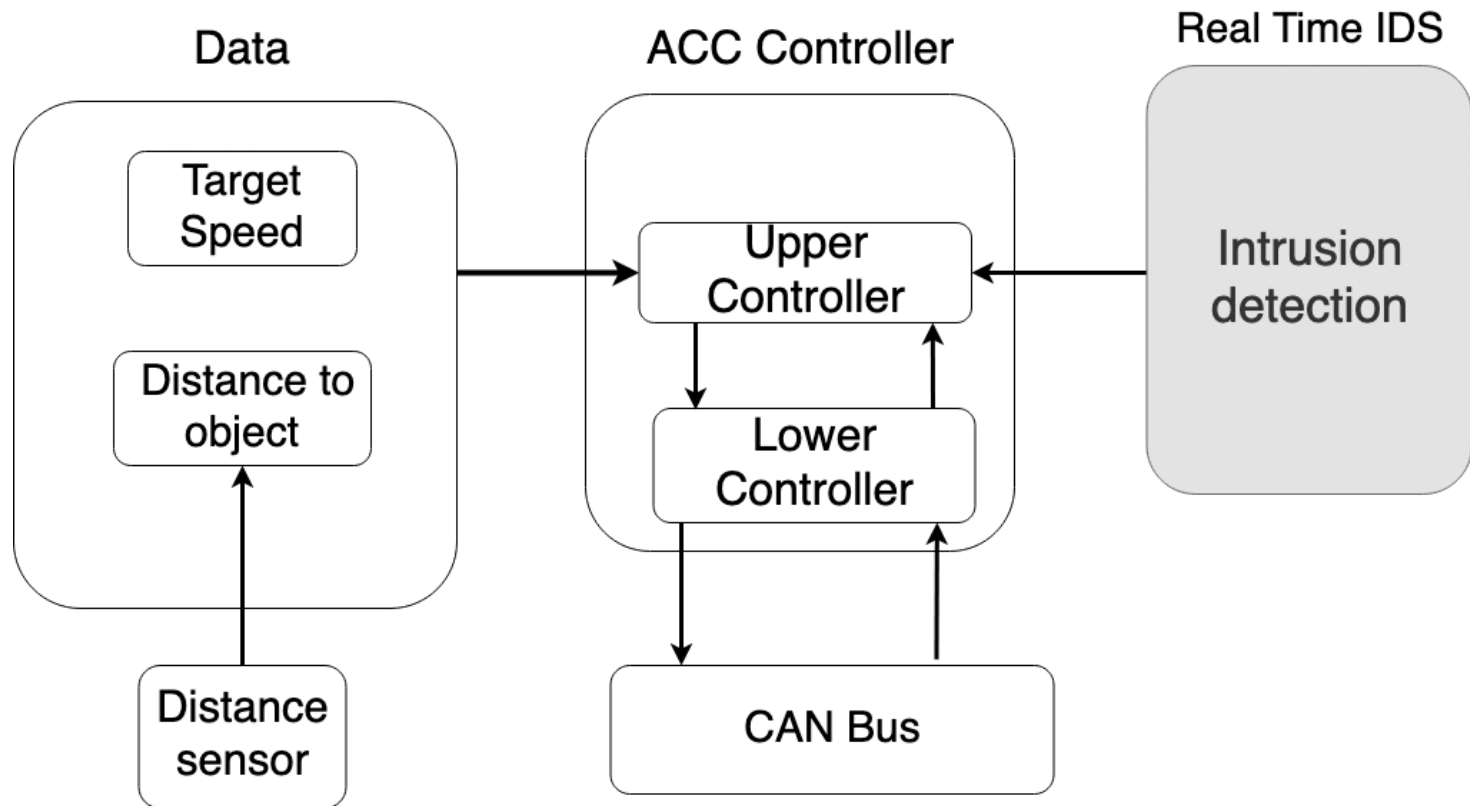 Data
Target
Speed
Distance to
object
Distance
sensor
ACC Controller
Upper
Controller
Lower
Controller
CAN Bus
Real Time IDS
Intrusion
detection